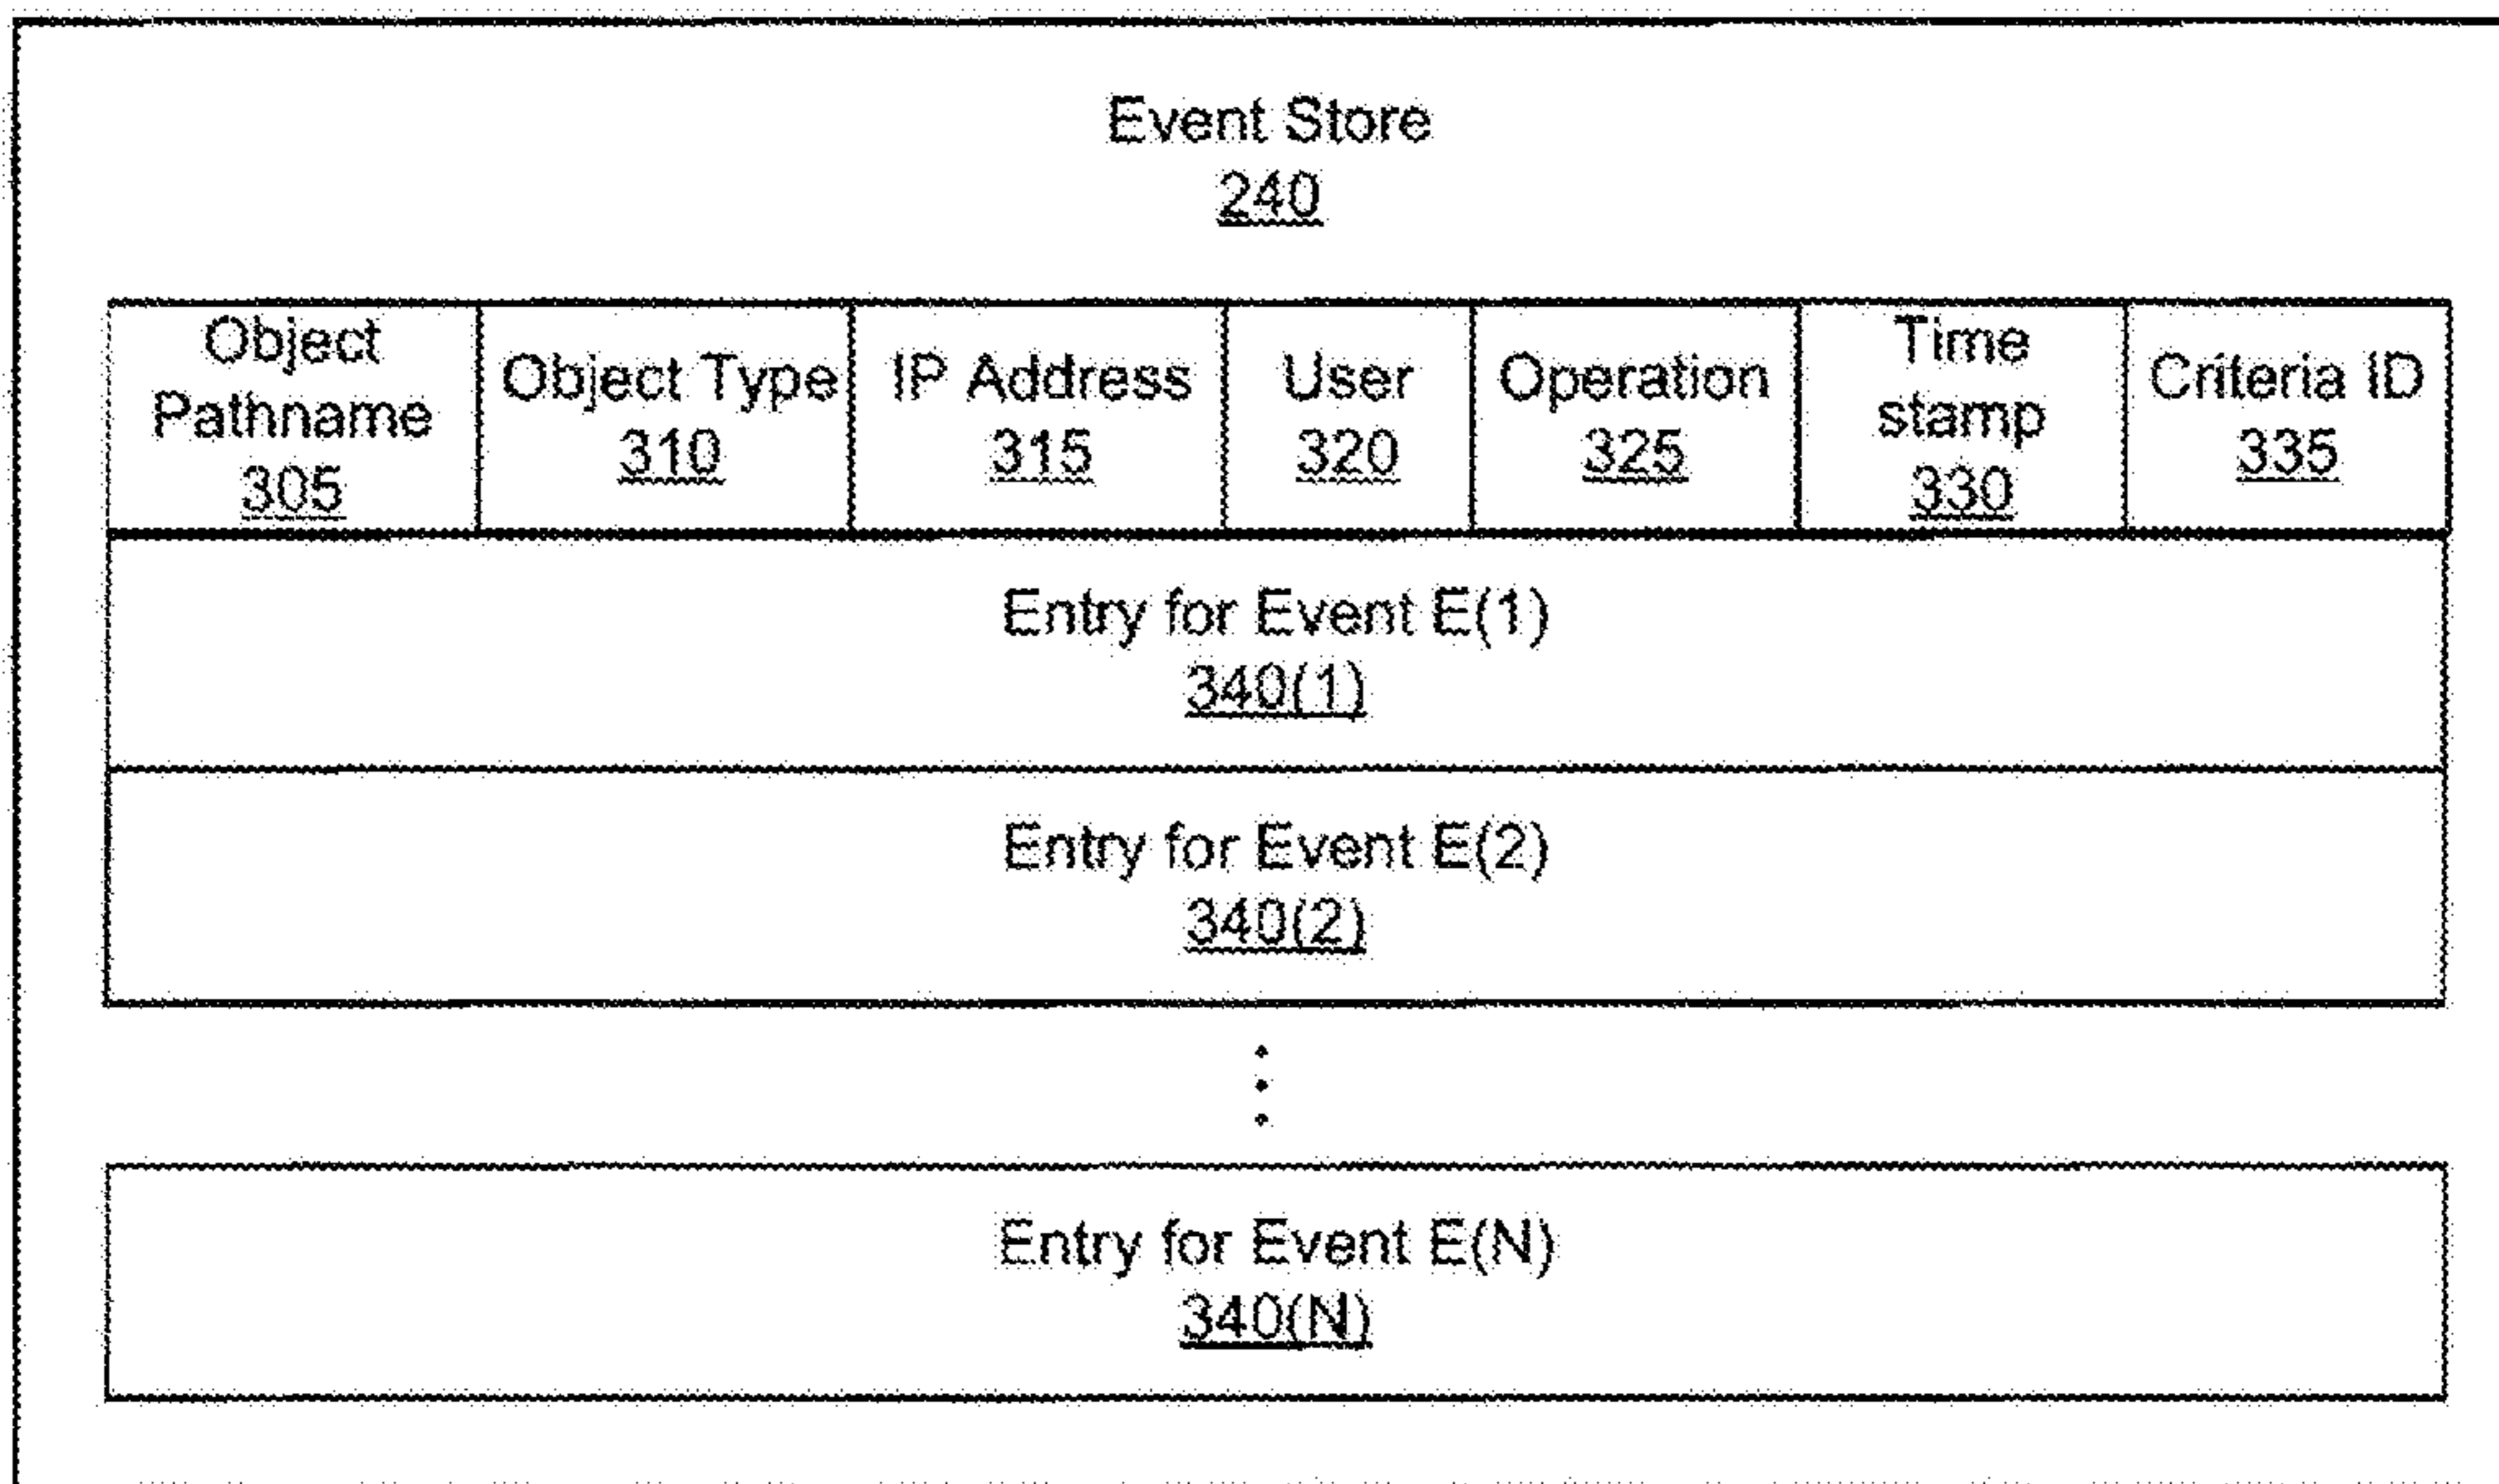 Event Store
240
Object
Pathname
305
Object Type
310
IP Address
315
User
320
Operation
325
Time
stamp
330
Criteria ID
335
Entry for Event E(1)
340(1)
Entry for Event E(2)
340(2)
Entry for Event E(N)
340(N)